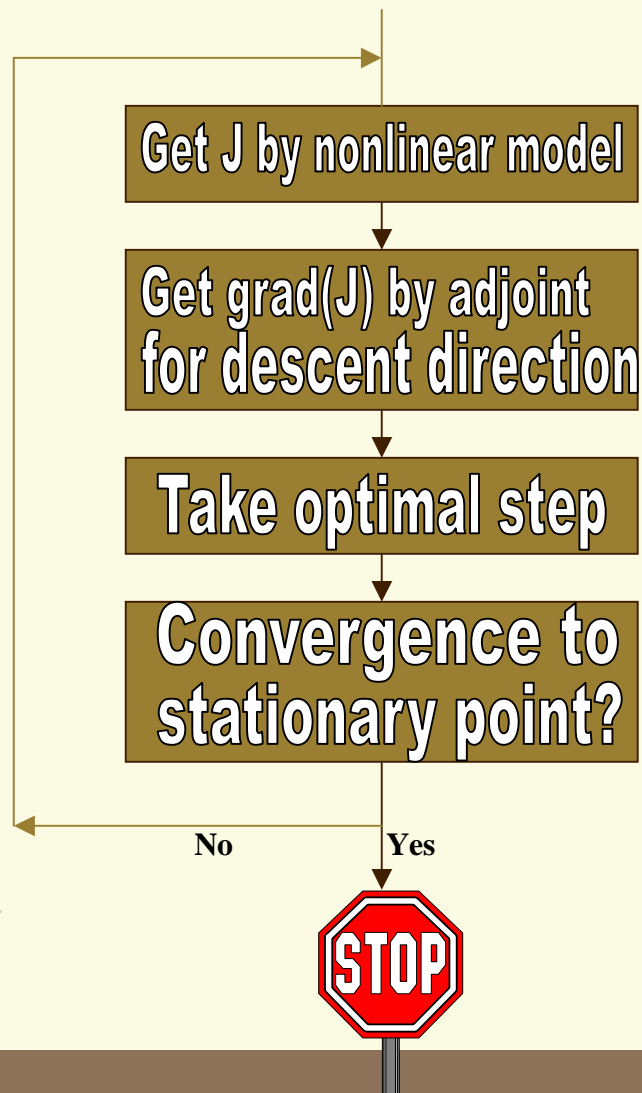 Get J by nonlinear model
Get grad(J) by adjoint
for descent direction
Take optimal step
Convergence to
stationary point?
No
Yes
STOP